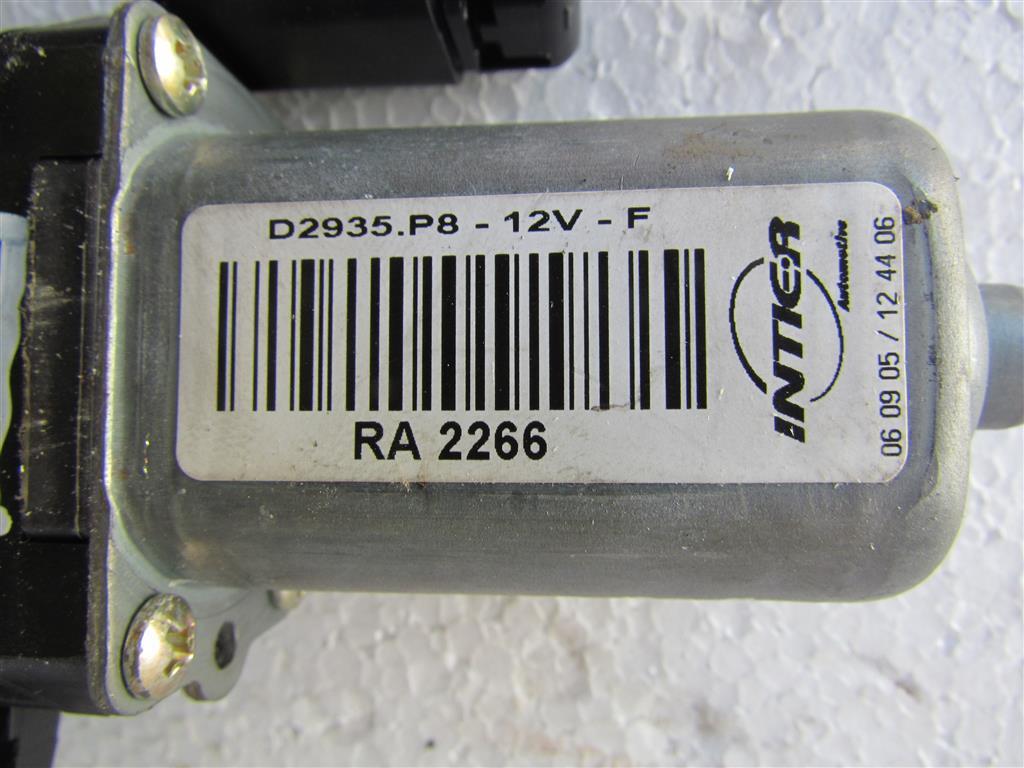 D2935.P8 - 12V - F
RA 2266
INTIER
Automotive
06 09 05 / 12 44 06